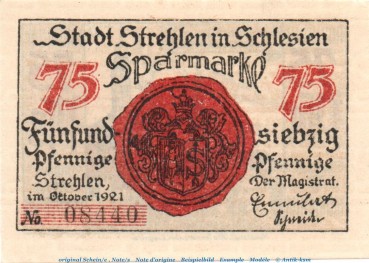 Stadt Strehlen in Schlesien
75 Sparmarke 75
Fünfund siebzig
Pfennige Pfennige
Strehlen, Der Magistrat.
im Oktober 1921
No. 08440
original Schein/e - Note/s - Note d'origine - Beispielbild - Example - Modèle - © Antik-ksm